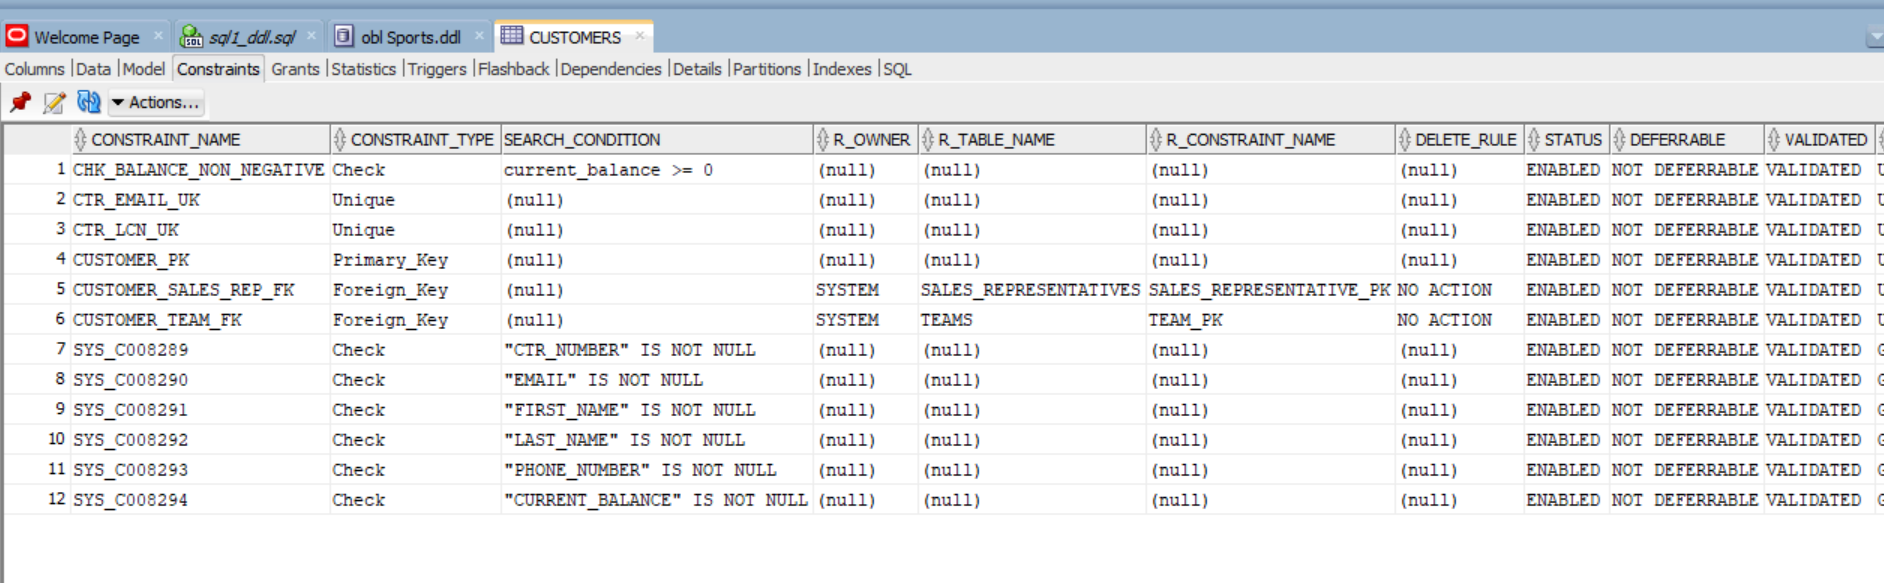 Welcome Page sql1_ddl.sql obl Sports.ddl CUSTOMERS
Columns |Data |Model |Constraints |Grants |Statistics |Triggers |Flashback |Dependencies |Details |Partitions |Indexes |SQL
Actions...
CONSTRAINT_NAME CONSTRAINT_TYPE SEARCH_CONDITION R_OWNER R_TABLE_NAME R_CONSTRAINT_NAME DELETE_RULE STATUS DEFERRABLE VALIDATED
1 CHK_BALANCE_NON_NEGATIVE Check current_balance >= 0 (null) (null) (null) (null) ENABLED NOT DEFERRABLE VALIDATED U
2 CTR_EMAIL_UK Unique (null) (null) (null) (null) (null) ENABLED NOT DEFERRABLE VALIDATED U
3 CTR_LCN_UK Unique (null) (null) (null) (null) (null) ENABLED NOT DEFERRABLE VALIDATED U
4 CUSTOMER_PK Primary_Key (null) (null) (null) (null) (null) ENABLED NOT DEFERRABLE VALIDATED U
5 CUSTOMER_SALES_REP_FK Foreign_Key (null) SYSTEM SALES_REPRESENTATIVES SALES_REPRESENTATIVE_PK NO ACTION ENABLED NOT DEFERRABLE VALIDATED U
6 CUSTOMER_TEAM_FK Foreign_Key (null) SYSTEM TEAMS TEAM_PK NO ACTION ENABLED NOT DEFERRABLE VALIDATED U
7 SYS_C008289 Check "CTR_NUMBER" IS NOT NULL (null) (null) (null) (null) ENABLED NOT DEFERRABLE VALIDATED G
8 SYS_C008290 Check "EMAIL" IS NOT NULL (null) (null) (null) (null) ENABLED NOT DEFERRABLE VALIDATED G
9 SYS_C008291 Check "FIRST_NAME" IS NOT NULL (null) (null) (null) (null) ENABLED NOT DEFERRABLE VALIDATED G
10 SYS_C008292 Check "LAST_NAME" IS NOT NULL (null) (null) (null) (null) ENABLED NOT DEFERRABLE VALIDATED G
11 SYS_C008293 Check "PHONE_NUMBER" IS NOT NULL (null) (null) (null) (null) ENABLED NOT DEFERRABLE VALIDATED G
12 SYS_C008294 Check "CURRENT_BALANCE" IS NOT NULL (null) (null) (null) (null) ENABLED NOT DEFERRABLE VALIDATED G